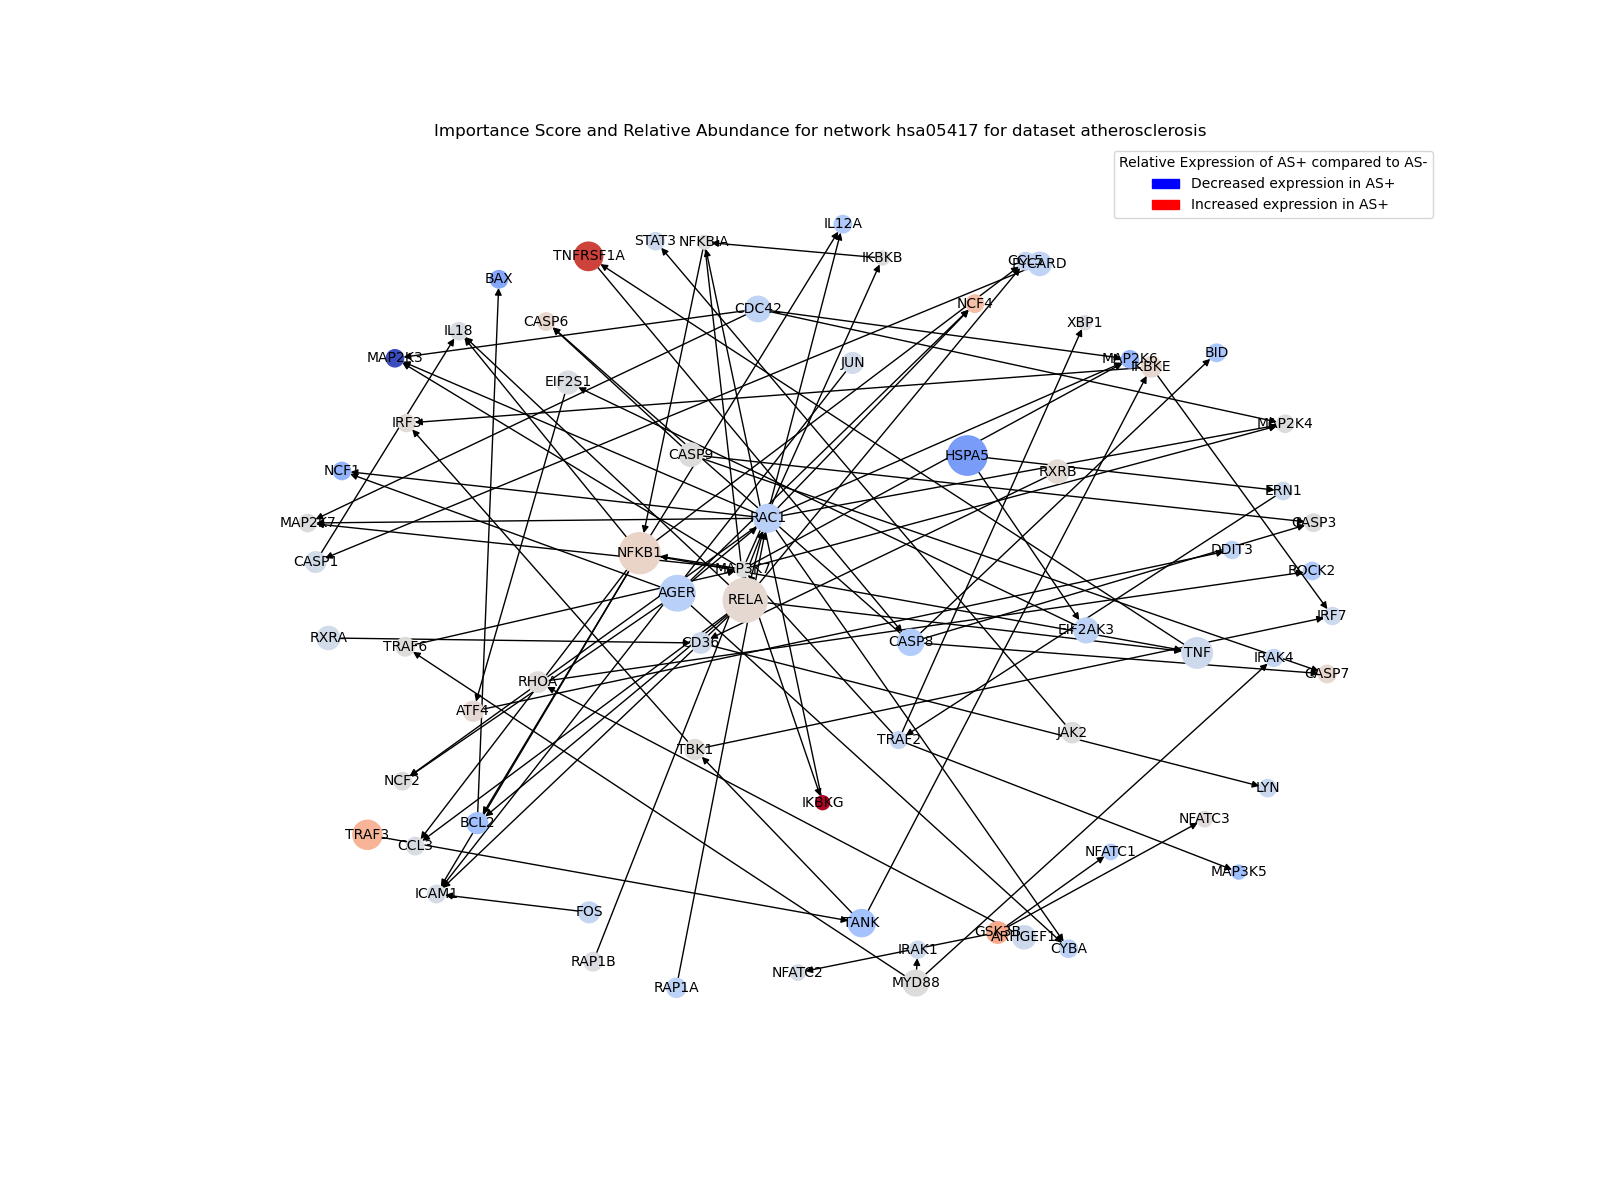 Importance Score and Relative Abundance for network hsa05417 for dataset atherosclerosis
Relative Expression of AS+ compared to AS-
Decreased expression in AS+
Increased expression in AS+
IL12A
STAT3
NFKBIA
TNFRSF1A
IKBKB
CCL5
PYCARD
BAX
NCF4
CDC42
CASP6
XBP1
IL18
MAP2K3
BID
MAP2K6
JUN
IKBKE
EIF2S1
IRF3
MAP2K4
CASP9
HSPA5
NCF1
RXRB
ERN1
RAC1
MAP2K7
CASP3
NFKB1
DDIT3
CASP1
ROCK2
AGER
RELA
IRF7
EIF2AK3
RXRA
CD36
CASP8
TRAF6
TNF
IRAK4
CASP7
RHOA
ATF4
JAK2
TRAF2
TBK1
NCF2
LYN
IKBKG
NFATC3
BCL2
TRAF3
CCL3
NFATC1
MAP3K5
ICAM1
FOS
TANK
GSK3B
IRAK1
CYBA
RAP1B
NFATC2
MYD88
RAP1A